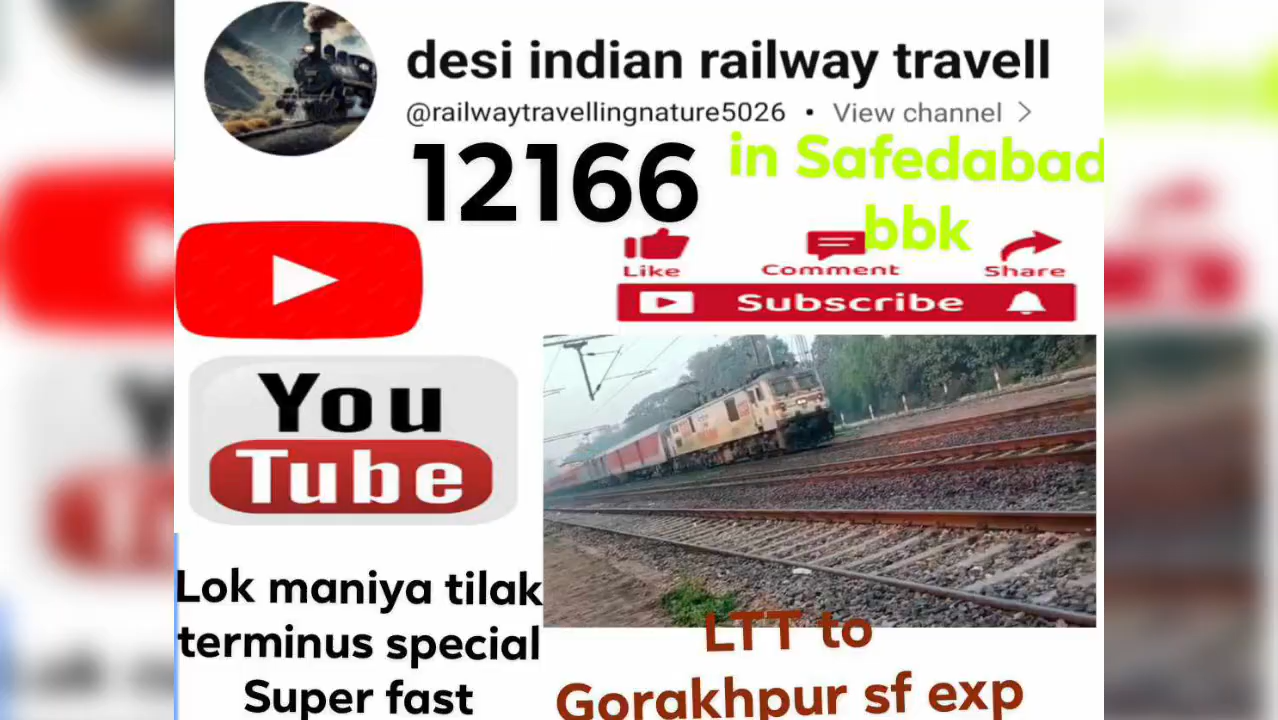 desi indian railway travell
@railwaytravellingnature5026 • View channel >
12166
in Safedabad
bbk
Like
Comment
Share
Subscribe
You
Tube
Lok maniya tilak
terminus special
Super fast
LTT to
Gorakhpur sf exp